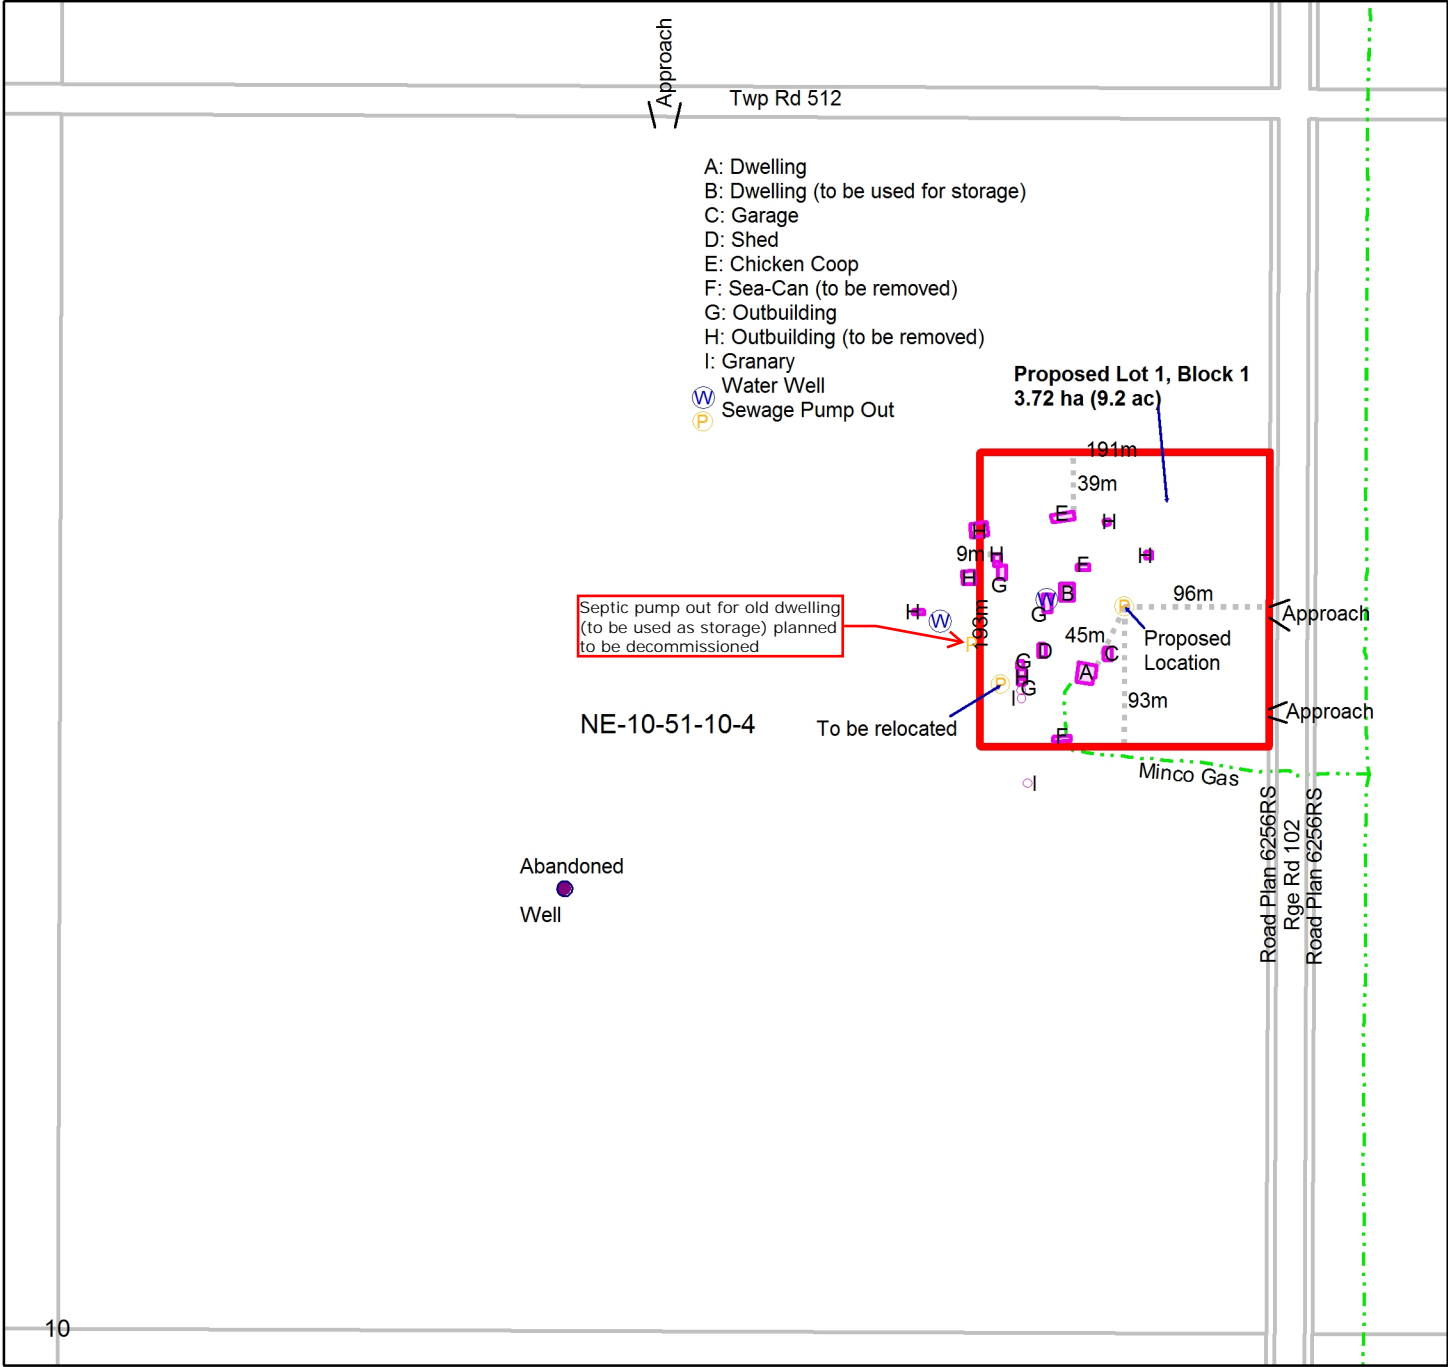 Approach
Twp Rd 512
A: Dwelling
B: Dwelling (to be used for storage)
C: Garage
D: Shed
E: Chicken Coop
F: Sea-Can (to be removed)
G: Outbuilding
H: Outbuilding (to be removed)
I: Granary
W Water Well
P Sewage Pump Out
Proposed Lot 1, Block 1
3.72 ha (9.2 ac)
191m
39m
E
H
H
9m
H
H
F
H
G
B
96m
W
G
P
H
W
193m
Approach
Septic pump out for old dwelling
(to be used as storage) planned
to be decommissioned
P
45m
Proposed
Location
D
C
G
H
A
P
G
I
93m
To be relocated
NE-10-51-10-4
Approach
F
Minco Gas
I
Road Plan 6256RS
Rge Rd 102
Road Plan 6256RS
Abandoned
Well
10